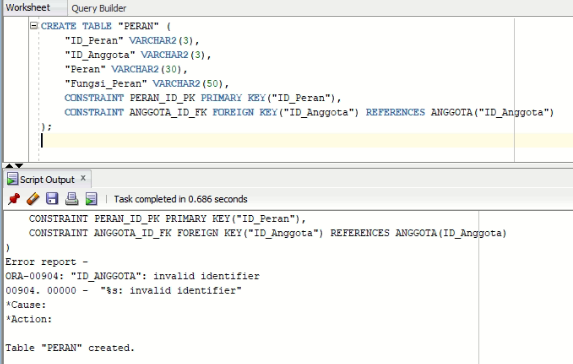 Worksheet Query Builder
CREATE TABLE "PERAN" (
"ID_Peran" VARCHAR2(3),
"ID_Anggota" VARCHAR2(3),
"Peran" VARCHAR2(30),
"Fungsi_Peran" VARCHAR2(50),
CONSTRAINT PERAN_ID_PK PRIMARY KEY("ID_Peran"),
CONSTRAINT ANGGOTA_ID_FK FOREIGN KEY("ID_Anggota") REFERENCES ANGGOTA("ID_Anggota")
);
Script Output x
Task completed in 0.686 seconds
CONSTRAINT PERAN_ID_PK PRIMARY KEY("ID_Peran"),
CONSTRAINT ANGGOTA_ID_FK FOREIGN KEY("ID_Anggota") REFERENCES ANGGOTA(ID_Anggota)
)
Error report -
ORA-00904: "ID_ANGGOTA": invalid identifier
00904. 00000 - "%s: invalid identifier"
*Cause:
*Action:
Table "PERAN" created.